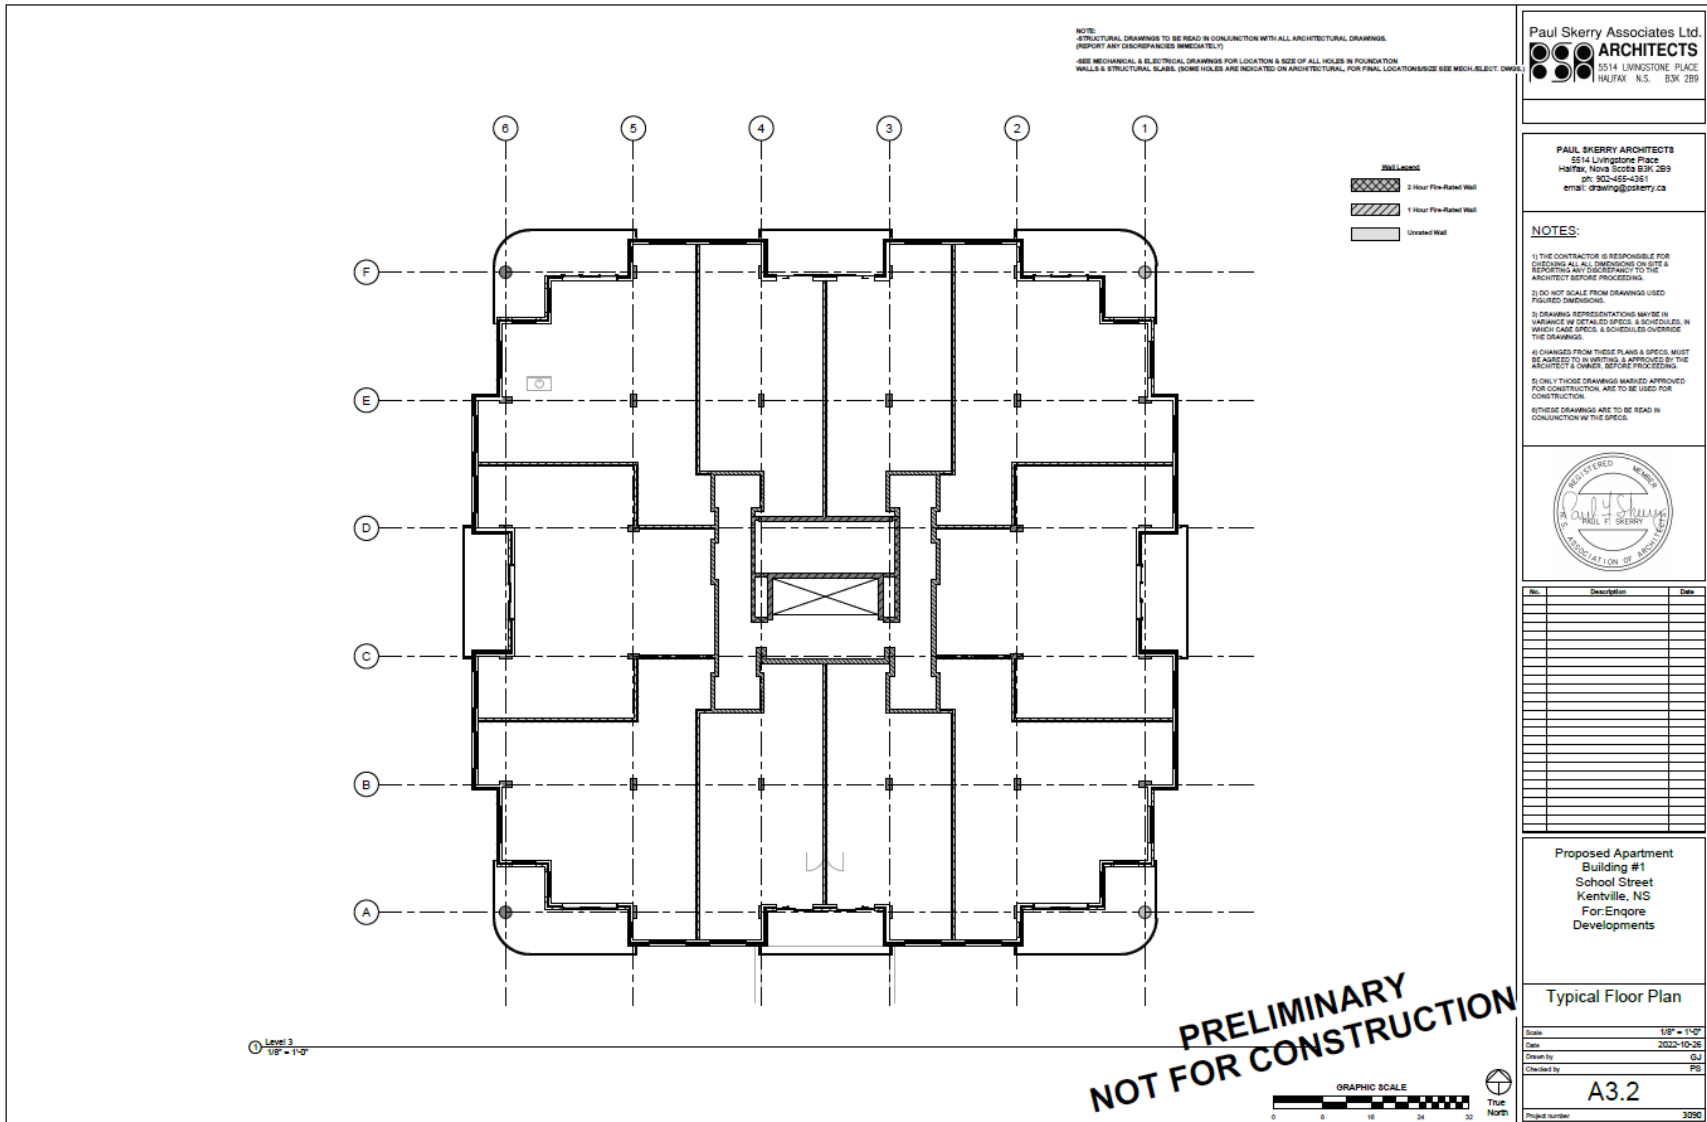 NOTE:
-STRUCTURAL DRAWINGS TO BE READ IN CONJUNCTION WITH ALL ARCHITECTURAL DRAWINGS.
(REPORT ANY DISCREPANCIES IMMEDIATELY)
-SEE MECHANICAL & ELECTRICAL DRAWINGS FOR LOCATION & SIZE OF ALL HOLES IN FOUNDATION
WALLS & STRUCTURAL SLABS. (SOME HOLES ARE INDICATED ON ARCHITECTURAL, FOR FINAL LOCATIONS/SIZE SEE MECH./ELECT. DWGS.)
6 5 4 3 2 1
Wall Legend
2 Hour Fire-Rated Wall
1 Hour Fire-Rated Wall
Unrated Wall
F
E
D
C
B
A
1 Level 3
1/8" = 1'-0"
PRELIMINARY
NOT FOR CONSTRUCTION
GRAPHIC SCALE
0 8 16 24 32
True
North
Paul Skerry Associates Ltd.
PSA ARCHITECTS
5514 LIVINGSTONE PLACE
HALIFAX N.S. B3K 2B9
PAUL SKERRY ARCHITECTS
5514 Livingstone Place
Halifax, Nova Scotia B3K 2B9
ph: 902-455-4361
email: drawing@pskerry.ca
NOTES:
1) THE CONTRACTOR IS RESPONSIBLE FOR
CHECKING ALL ALL DIMENSIONS ON SITE &
REPORTING ANY DISCREPANCY TO THE
ARCHITECT BEFORE PROCEEDING.
2) DO NOT SCALE FROM DRAWINGS USED
FIGURED DIMENSIONS.
3) DRAWING REPRESENTATIONS MAYBE IN
VARIANCE W/ DETAILED SPECS. & SCHEDULES, IN
WHICH CASE SPECS. & SCHEDULES OVERRIDE
THE DRAWINGS.
4) CHANGES FROM THESE PLANS & SPECS. MUST
BE AGREED TO IN WRITING, & APPROVED BY THE
ARCHITECT & OWNER, BEFORE PROCEEDING.
5) ONLY THOSE DRAWINGS MARKED APPROVED
FOR CONSTRUCTION, ARE TO BE USED FOR
CONSTRUCTION.
6)THESE DRAWINGS ARE TO BE READ IN
CONJUNCTION W/ THE SPECS.
REGISTERED MEMBER
Paul F Skerry
PAUL F. SKERRY
N.S. ASSOCIATION OF ARCHITECTS
No. Description Date
Proposed Apartment
Building #1
School Street
Kentville, NS
For:Enqore
Developments
Typical Floor Plan
Scale 1/8" = 1'-0"
Date 2022-10-26
Drawn by GJ
Checked by PS
A3.2
Project number 3090